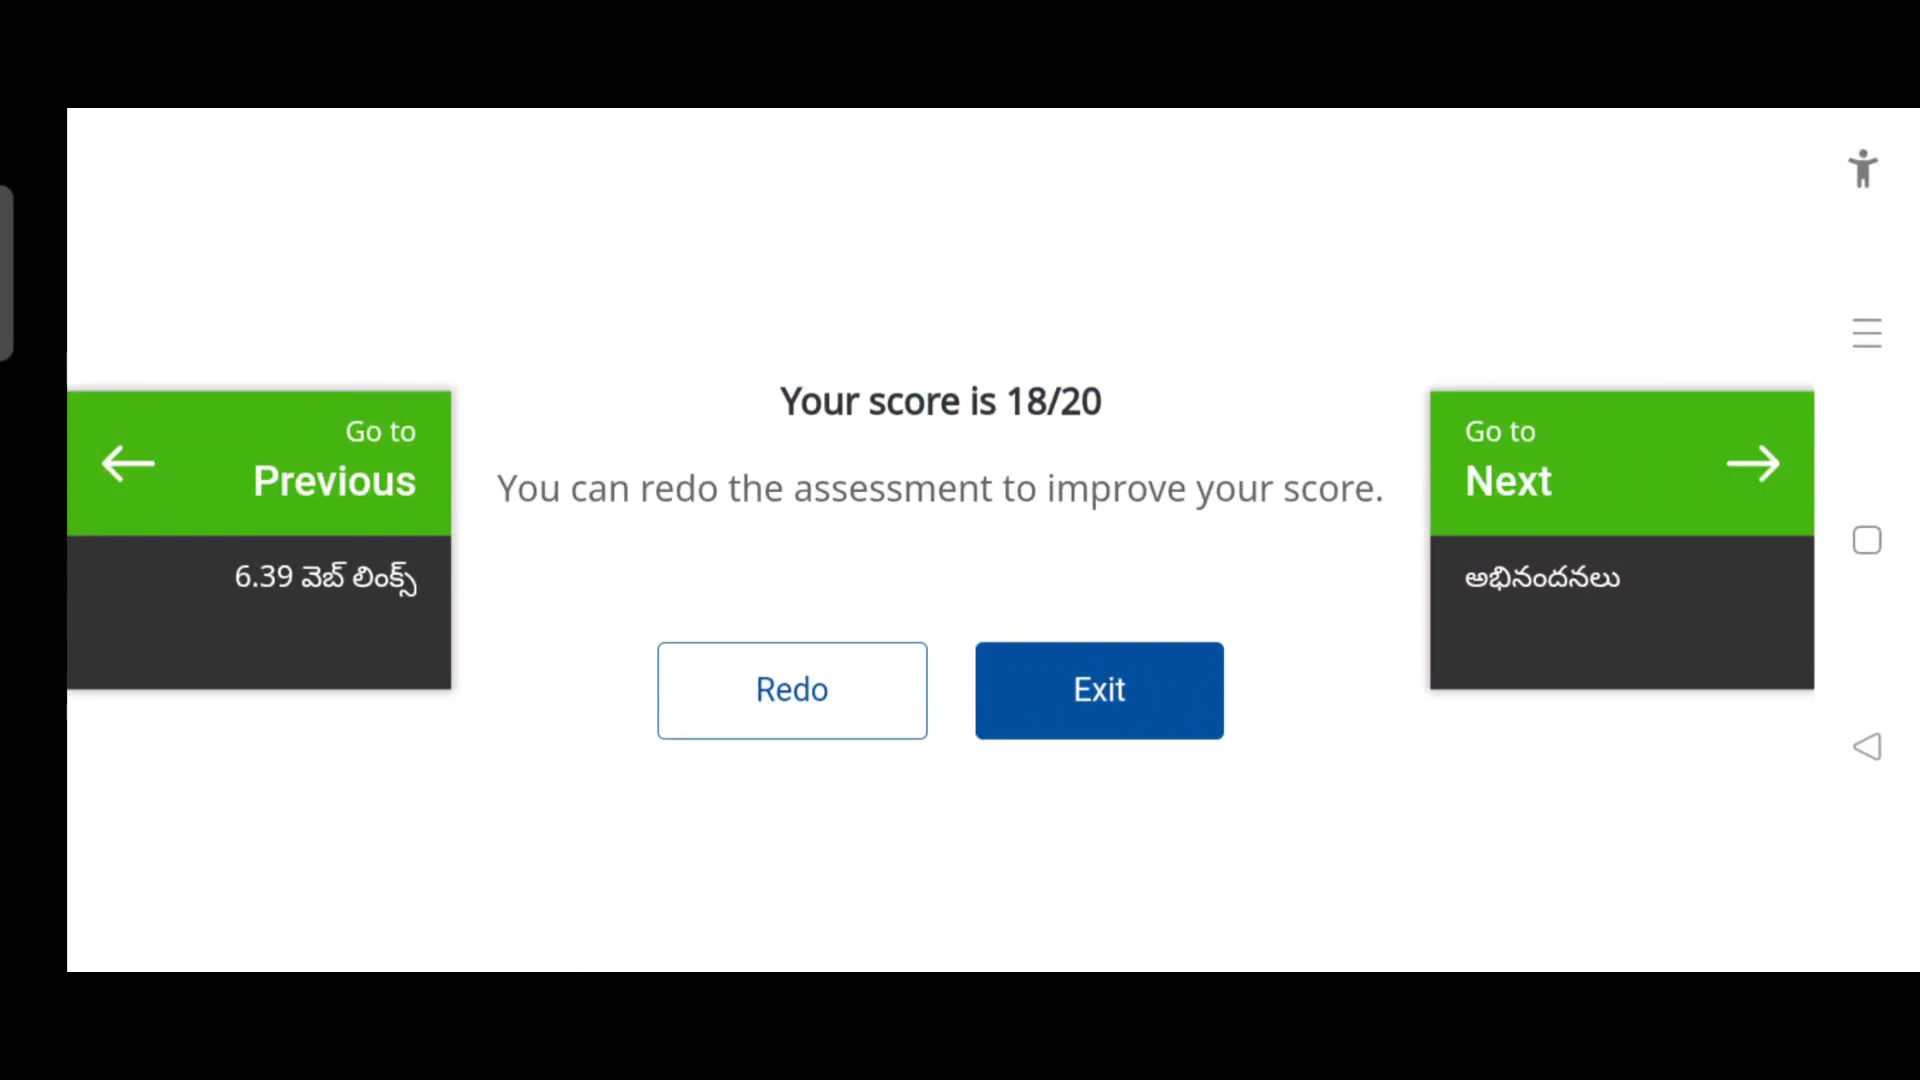 Your score is 18/20
You can redo the assessment to improve your score.
Go to
Previous
6.39 వెబ్ లింక్స్
Go to
Next
అభినందనలు
Redo
Exit